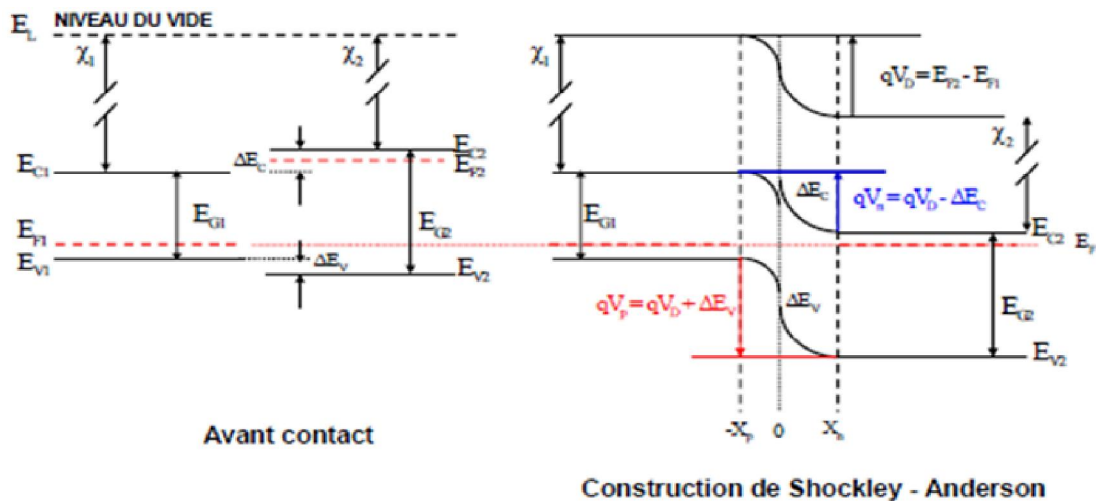 E_L NIVEAU DU VIDE
χ₁ χ₂ χ₁ qV_D = E_F2 - E_F1
χ₂
E_C1 ΔE_C E_C2
E_F2
ΔE_C qV_n = qV_D - ΔE_C
E_G1 E_G2 E_G1
E_F1 E_C2
E_V1 ΔE_V E_V2
qV_p = qV_D + ΔE_V ΔE_V E_G2
E_V2
-X_p 0 X_n
Avant contact
Construction de Shockley - Anderson